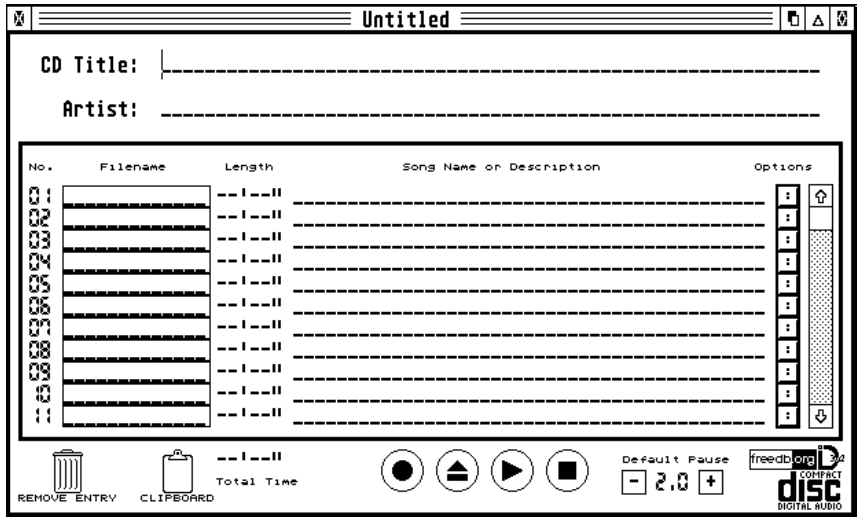 Untitled
CD Title:
Artist:
No. Filename Length Song Name or Description Options
01
02
03
04
05
06
07
08
09
10
11
Default Pause
freedb.org
Total Time
- 2.0 +
COMPACT
disc
REMOVE ENTRY CLIPBOARD
DIGITAL AUDIO